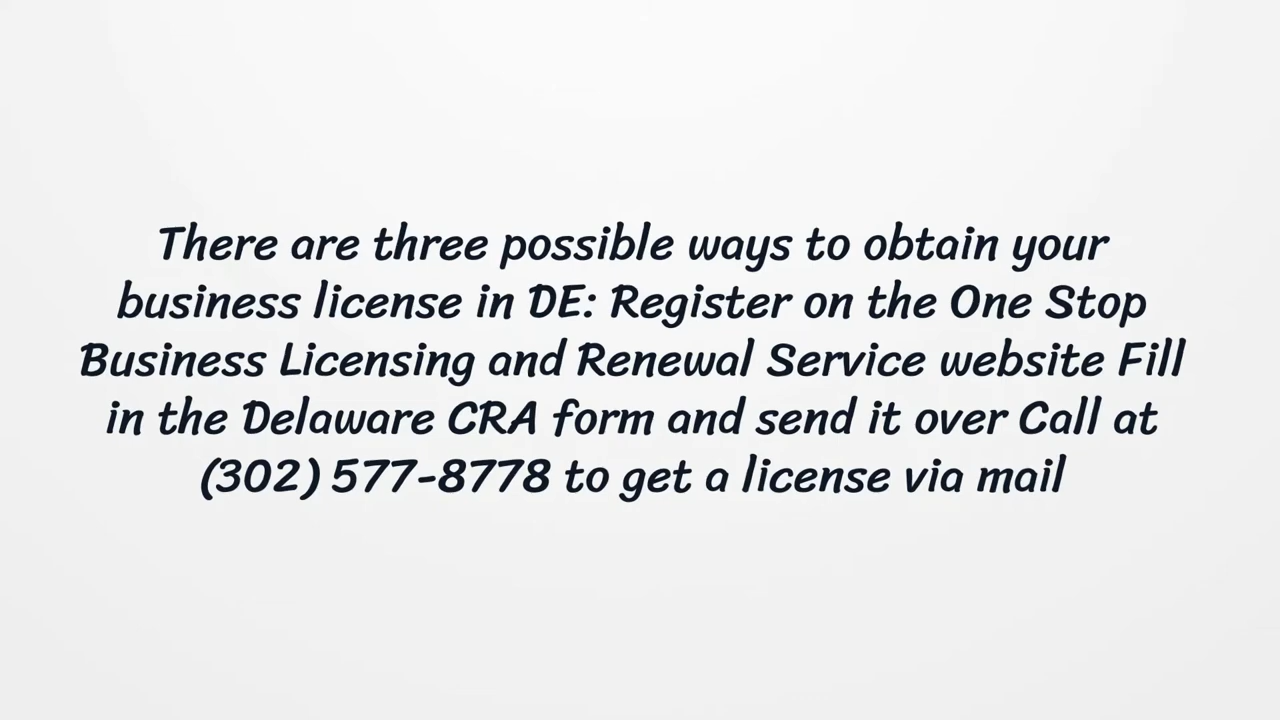 There are three possible ways to obtain your
business license in DE: Register on the One Stop
Business Licensing and Renewal Service website Fill
in the Delaware CRA form and send it over Call at
(302) 577-8778 to get a license via mail